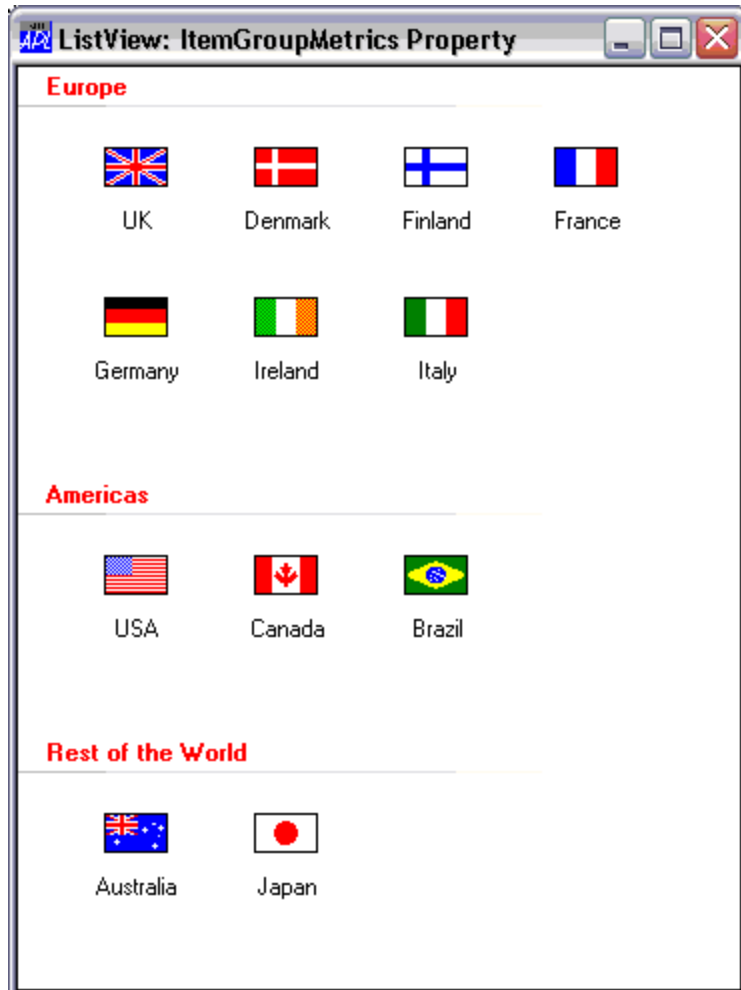 APL ListView: ItemGroupMetrics Property
Europe
UK Denmark Finland France
Germany Ireland Italy
Americas
USA Canada Brazil
Rest of the World
Australia Japan